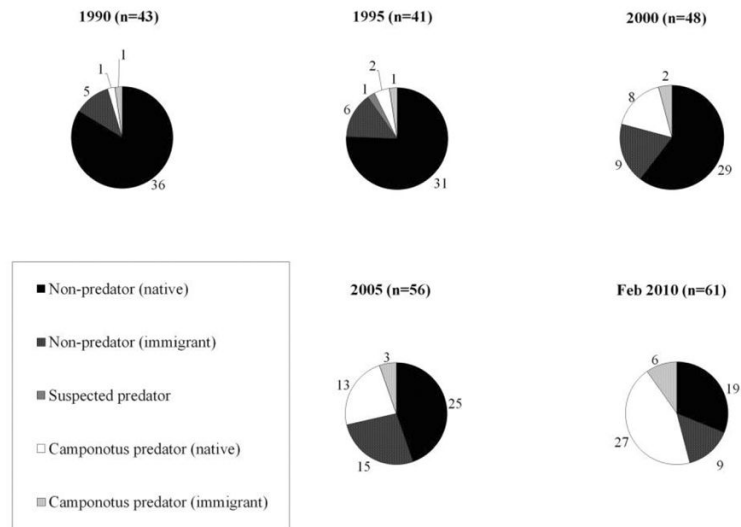 1990 (n=43)
1
1
5
36
1995 (n=41)
2
1
1
6
31
2000 (n=48)
2
8
9
29
Non-predator (native)
Non-predator (immigrant)
Suspected predator
Camponotus predator (native)
Camponotus predator (immigrant)
2005 (n=56)
3
13
25
15
Feb 2010 (n=61)
6
19
27
9